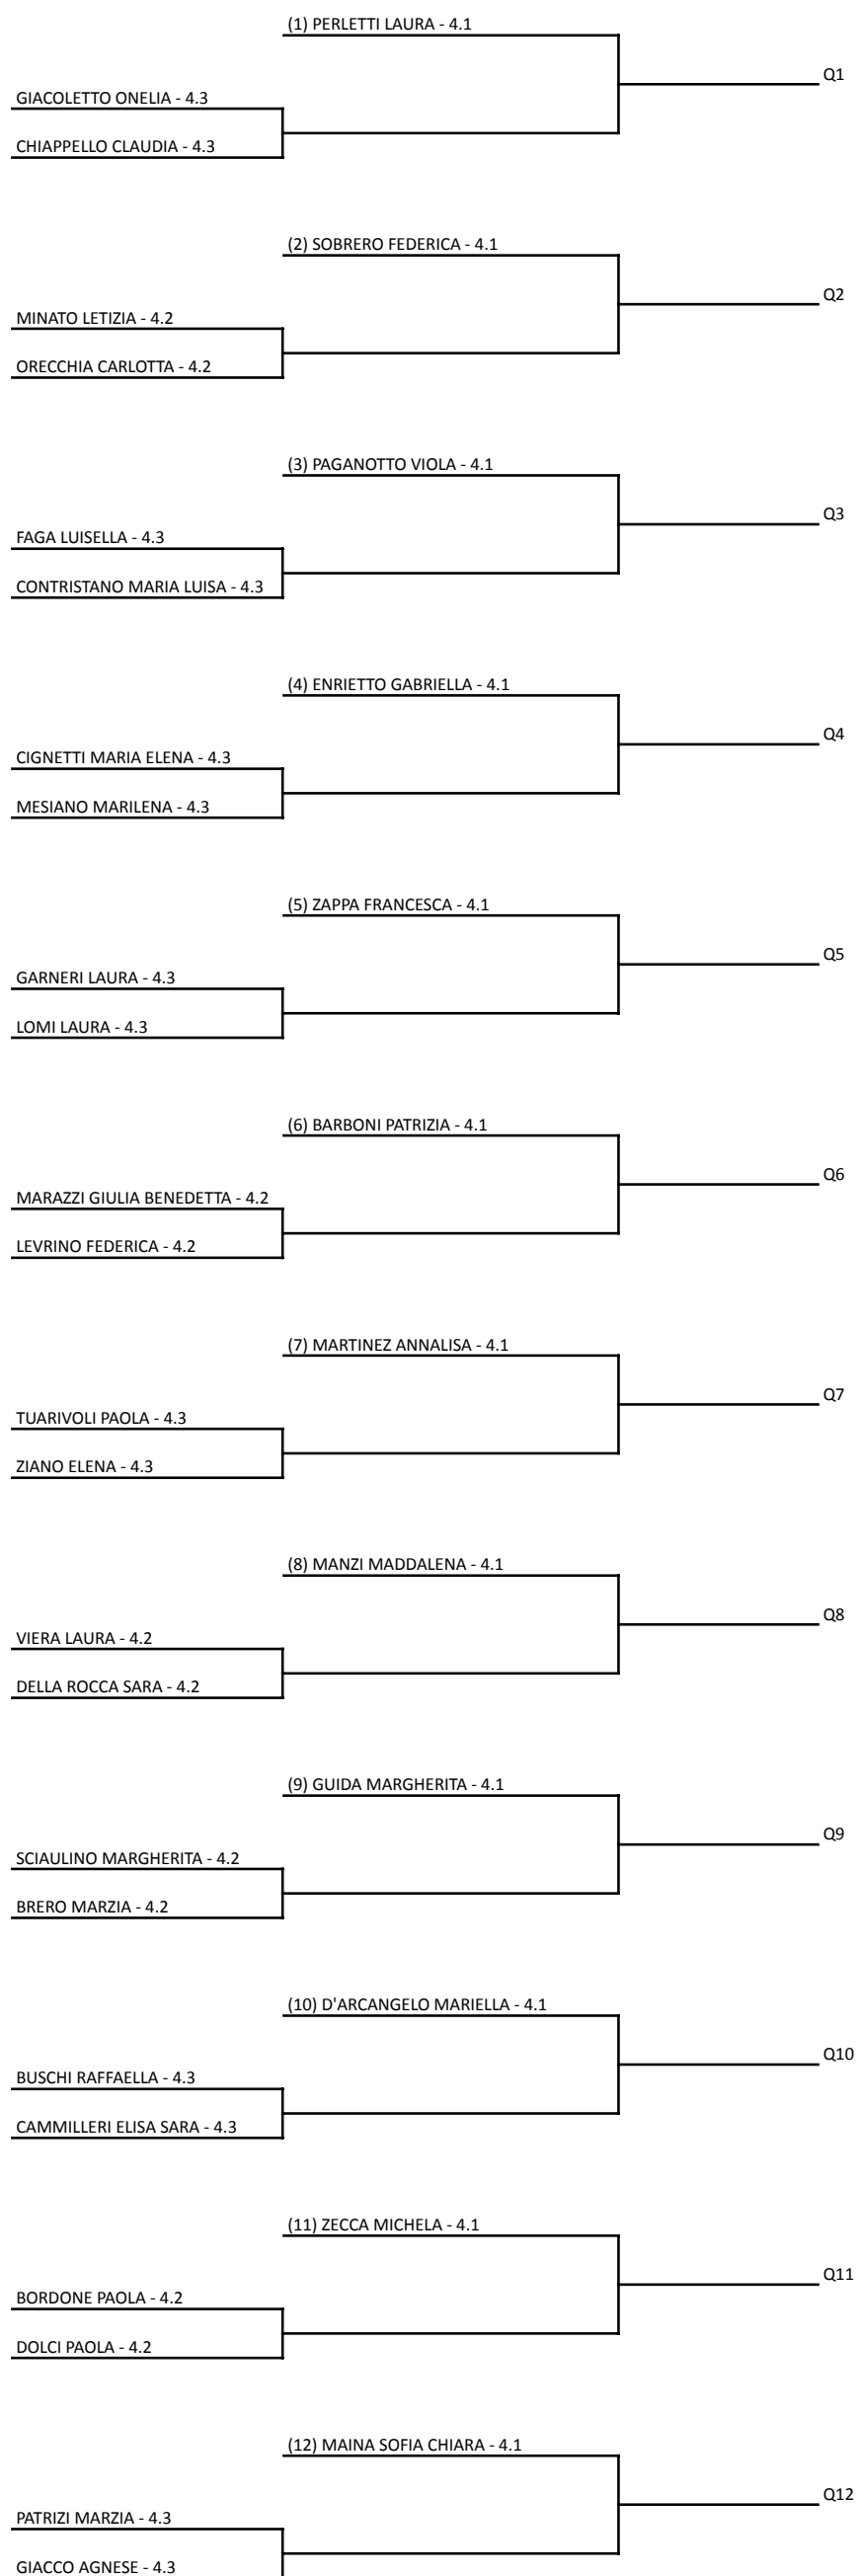 (1) PERLETTI LAURA - 4.1
Q1
GIACOLETTO ONELIA - 4.3
CHIAPPELLO CLAUDIA - 4.3
(2) SOBRERO FEDERICA - 4.1
Q2
MINATO LETIZIA - 4.2
ORECCHIA CARLOTTA - 4.2
(3) PAGANOTTO VIOLA - 4.1
Q3
FAGA LUISELLA - 4.3
CONTRISTANO MARIA LUISA - 4.3
(4) ENRIETTO GABRIELLA - 4.1
Q4
CIGNETTI MARIA ELENA - 4.3
MESIANO MARILENA - 4.3
(5) ZAPPA FRANCESCA - 4.1
Q5
GARNERI LAURA - 4.3
LOMI LAURA - 4.3
(6) BARBONI PATRIZIA - 4.1
Q6
MARAZZI GIULIA BENEDETTA - 4.2
LEVRINO FEDERICA - 4.2
(7) MARTINEZ ANNALISA - 4.1
Q7
TUARIVOLI PAOLA - 4.3
ZIANO ELENA - 4.3
(8) MANZI MADDALENA - 4.1
Q8
VIERA LAURA - 4.2
DELLA ROCCA SARA - 4.2
(9) GUIDA MARGHERITA - 4.1
Q9
SCIAULINO MARGHERITA - 4.2
BRERO MARZIA - 4.2
(10) D'ARCANGELO MARIELLA - 4.1
Q10
BUSCHI RAFFAELLA - 4.3
CAMMILLERI ELISA SARA - 4.3
(11) ZECCA MICHELA - 4.1
Q11
BORDONE PAOLA - 4.2
DOLCI PAOLA - 4.2
(12) MAINA SOFIA CHIARA - 4.1
Q12
PATRIZI MARZIA - 4.3
GIACCO AGNESE - 4.3